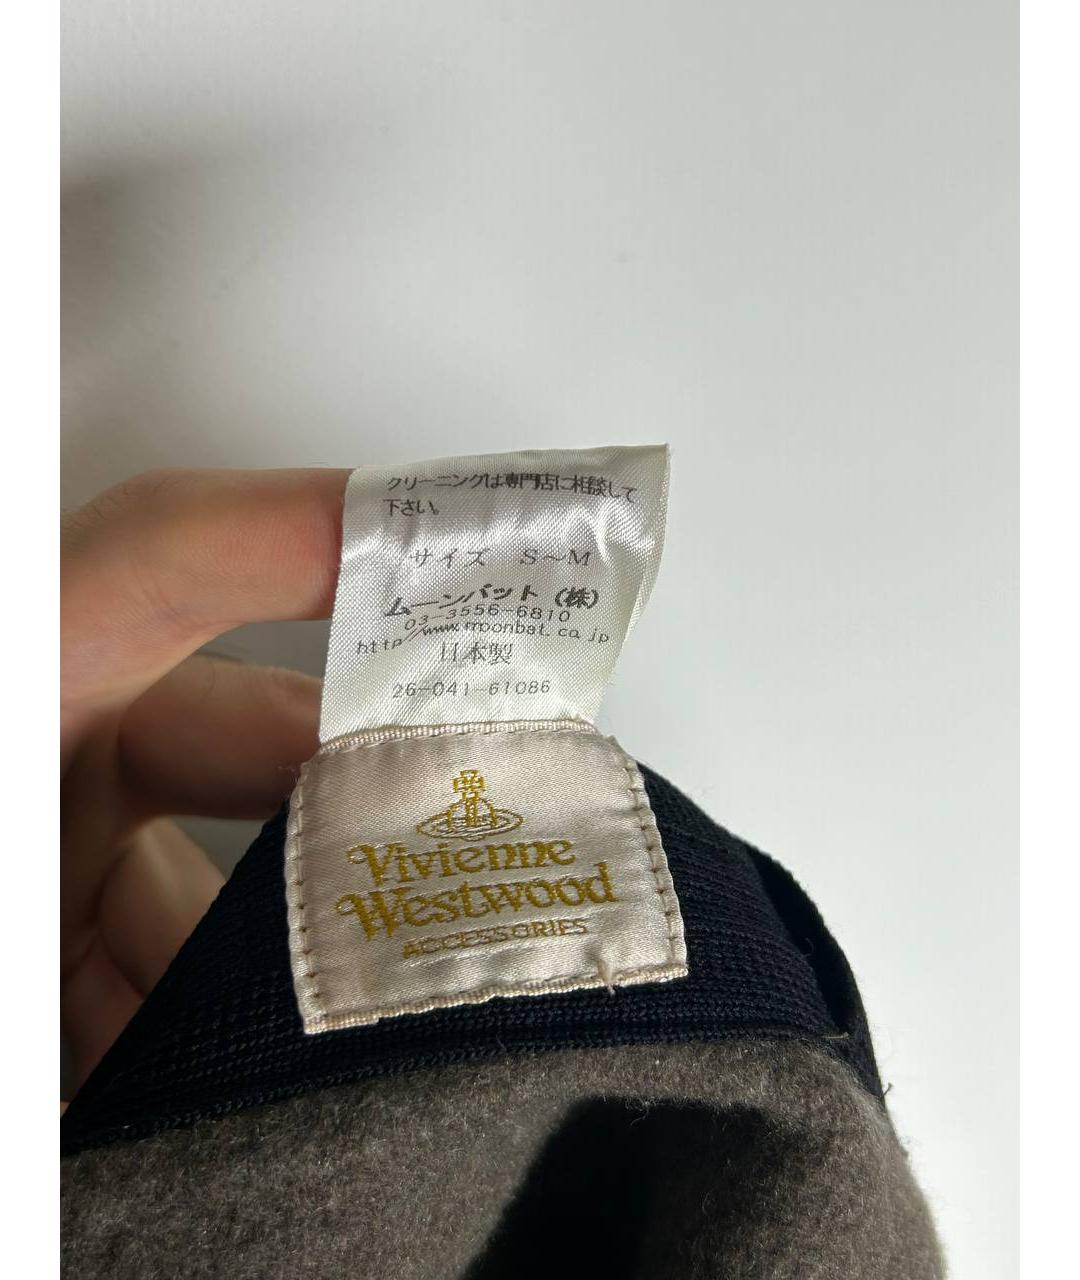 クリーニングは専門店に相談して
下さい。
サイズ S～M
ムーンバット（株）
03-3556-6810
http://www.moonbat.co.jp
日本製
26-041-61086
Vivienne
Westwood
ACCESSORIES